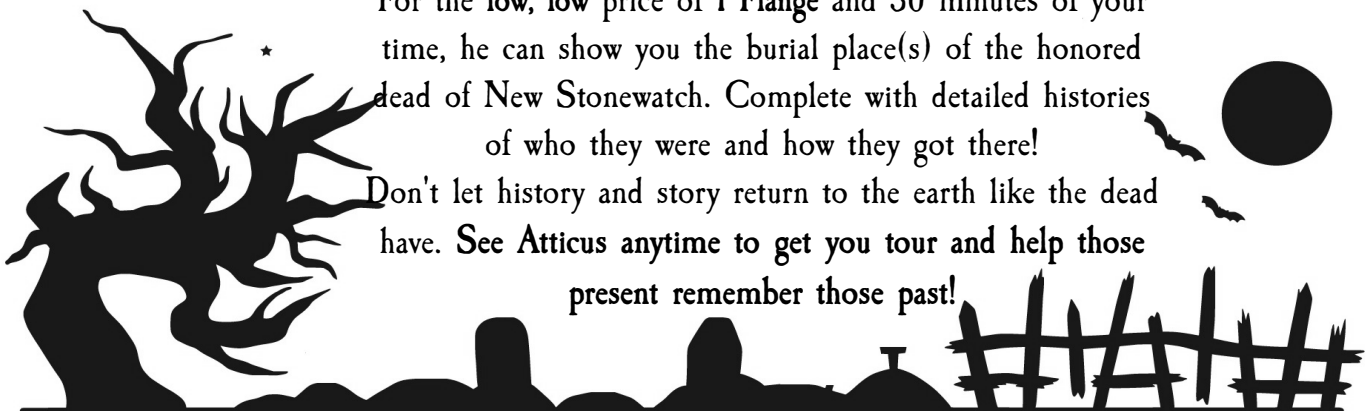 For the low, low price of 1 Flange and 30 minutes of your
time, he can show you the burial place(s) of the honored
dead of New Stonewatch. Complete with detailed histories
of who they were and how they got there!
Don't let history and story return to the earth like the dead
have. See Atticus anytime to get you tour and help those
present remember those past!